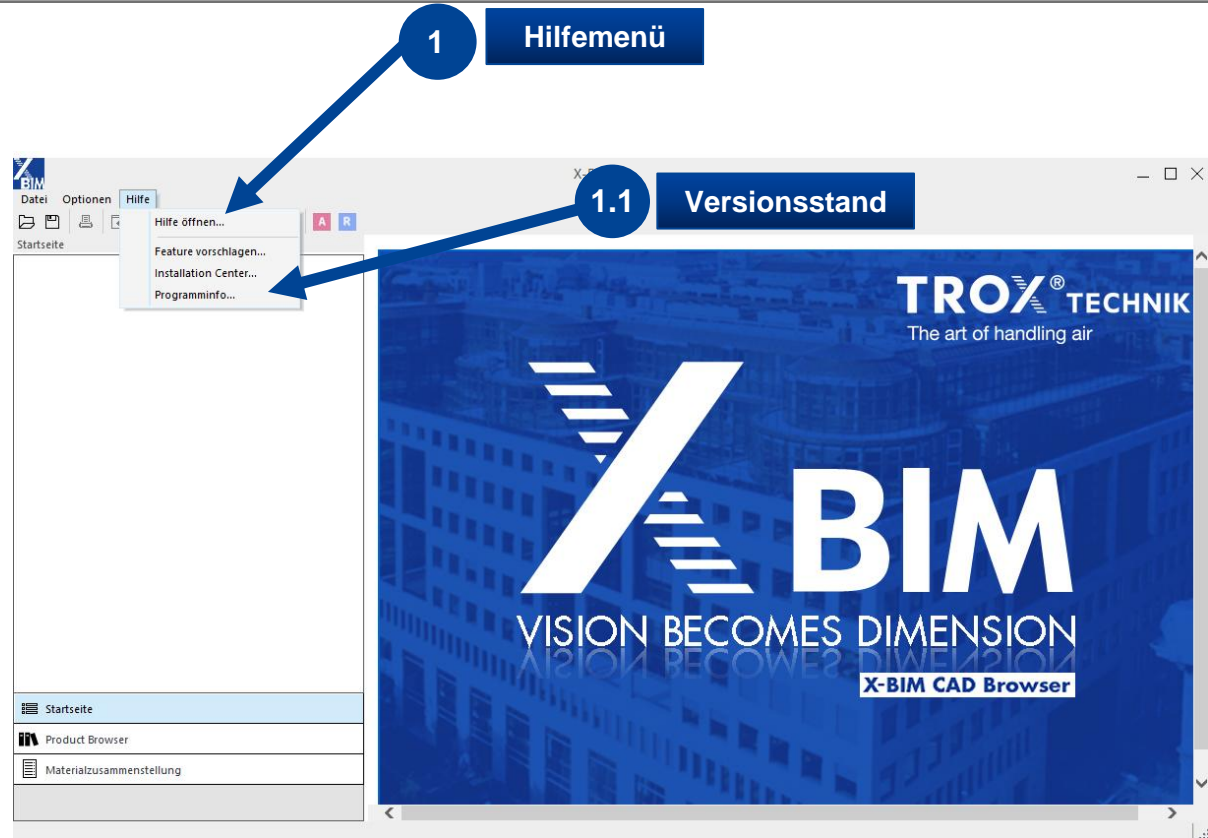 1
Hilfemenü
X
BIM
1.1
Versionsstand
Datei Optionen Hilfe
Hilfe öffnen...
A R
Startseite
Feature vorschlagen...
Installation Center...
Programminfo...
TROX® TECHNIK
The art of handling air
X BIM
VISION BECOMES DIMENSION
X-BIM CAD Browser
Startseite
Product Browser
Materialzusammenstellung